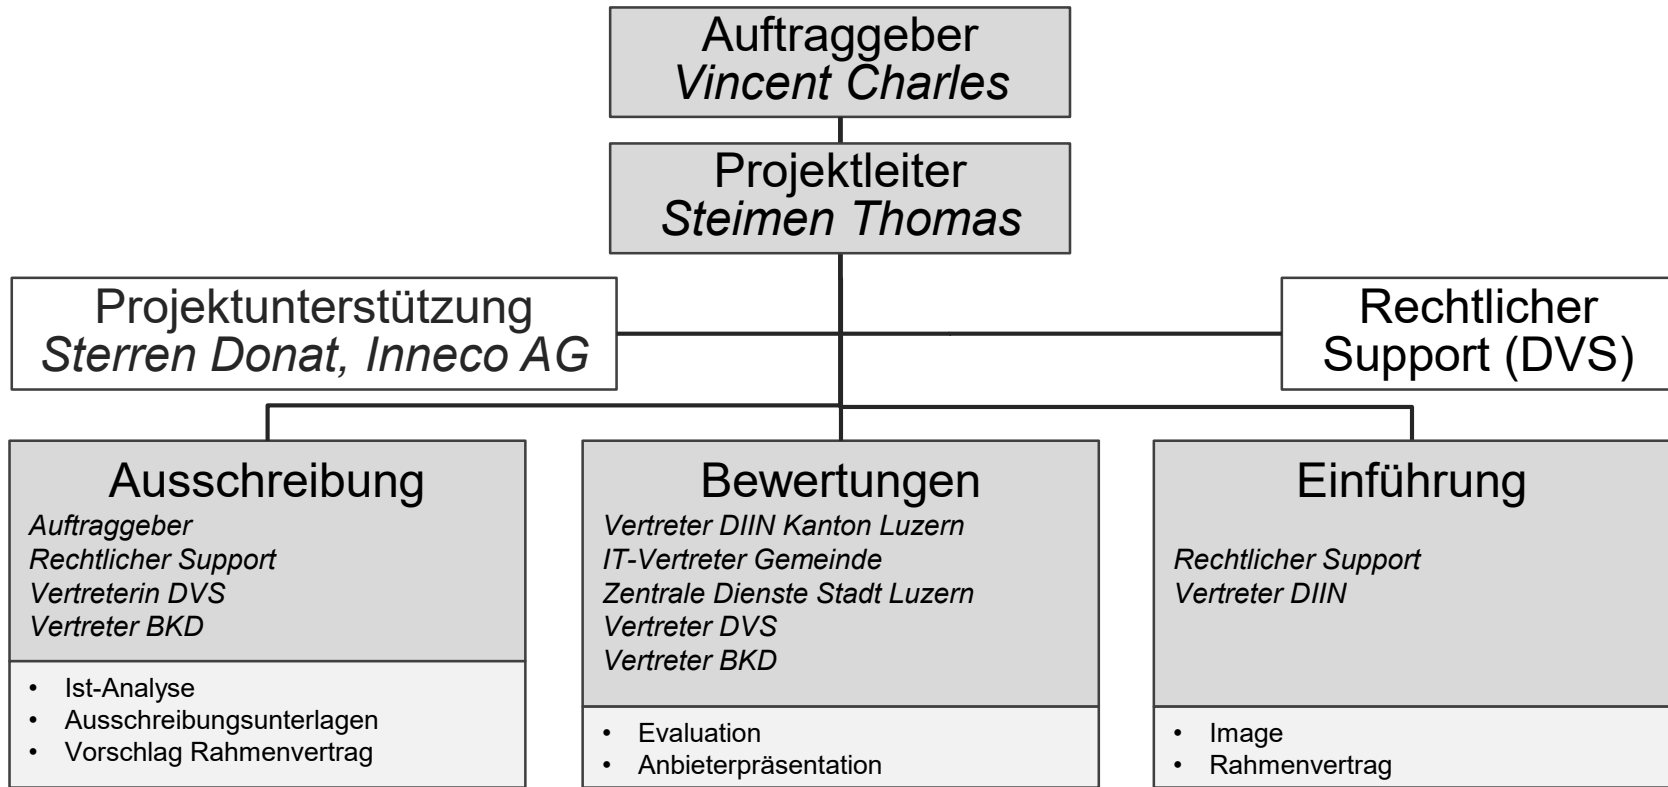 Auftraggeber
Vincent Charles
Projektleiter
Steimen Thomas
Projektunterstützung
Sterren Donat, Inneco AG
Rechtlicher
Support (DVS)
Ausschreibung
Auftraggeber
Rechtlicher Support
Vertreterin DVS
Vertreter BKD
• Ist-Analyse
• Ausschreibungsunterlagen
• Vorschlag Rahmenvertrag
Bewertungen
Vertreter DIIN Kanton Luzern
IT-Vertreter Gemeinde
Zentrale Dienste Stadt Luzern
Vertreter DVS
Vertreter BKD
• Evaluation
• Anbieterpräsentation
Einführung
Rechtlicher Support
Vertreter DIIN
• Image
• Rahmenvertrag